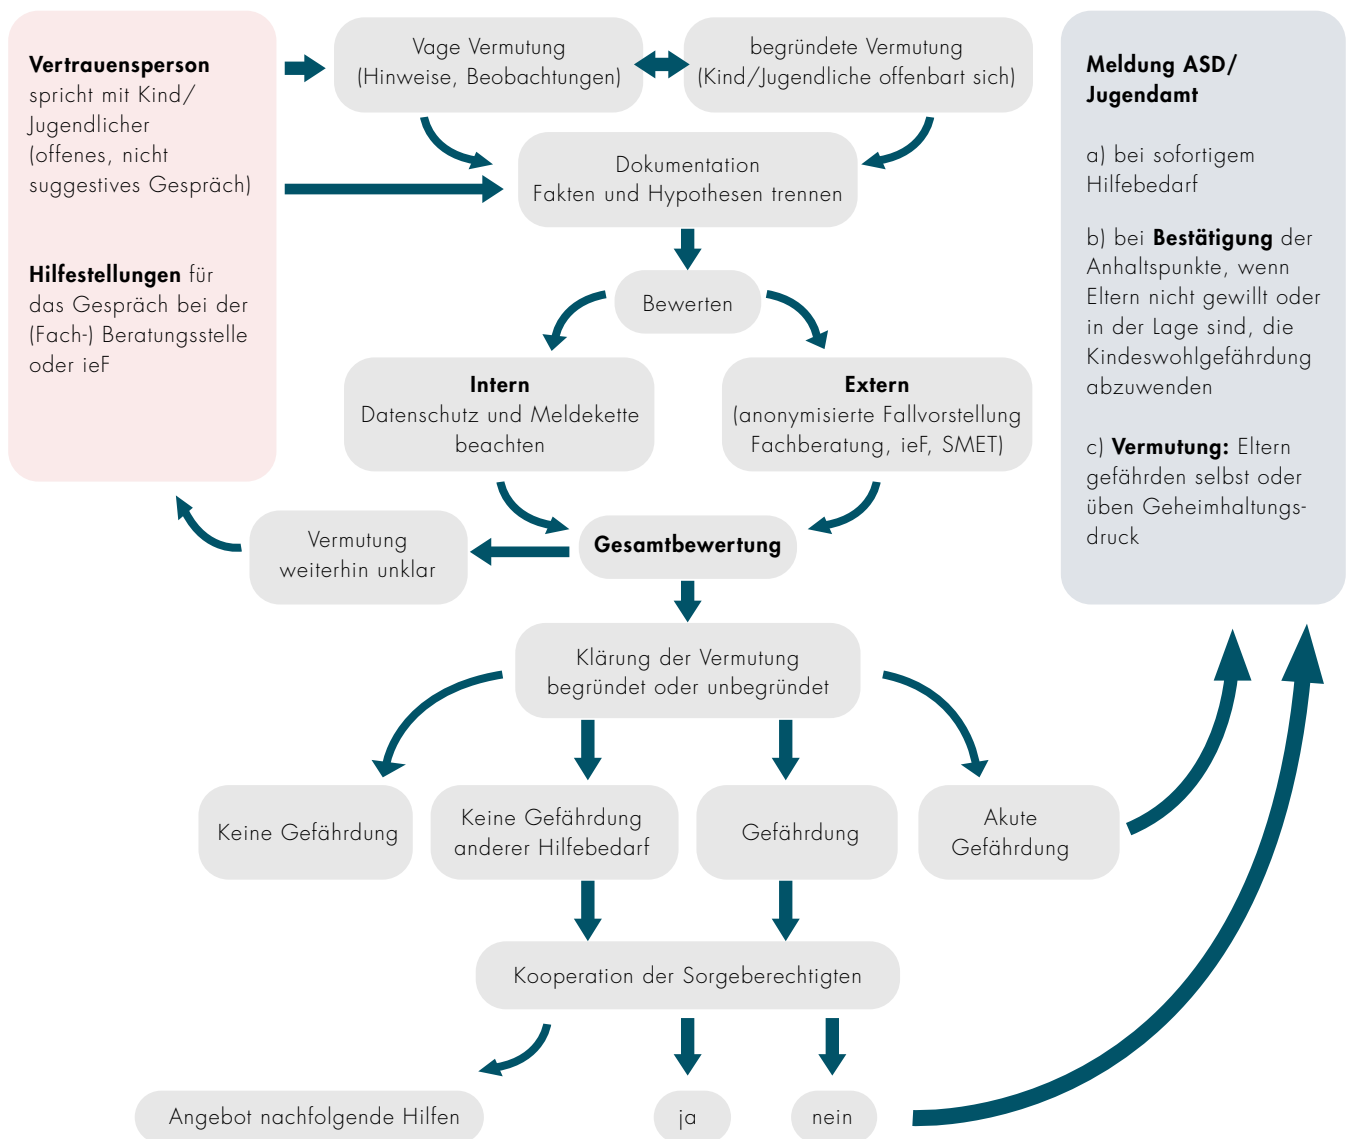 Vertrauensperson
spricht mit Kind/
Jugendlicher
(offenes, nicht
suggestives Gespräch)
Hilfestellungen für
das Gespräch bei der
(Fach-) Beratungsstelle
oder ieF
Vage Vermutung
(Hinweise, Beobachtungen)
begründete Vermutung
(Kind/Jugendliche offenbart sich)
Dokumentation
Fakten und Hypothesen trennen
Bewerten
Intern
Datenschutz und Meldekette
beachten
Extern
(anonymisierte Fallvorstellung
Fachberatung, ieF, SMET)
Gesamtbewertung
Vermutung
weiterhin unklar
Klärung der Vermutung
begründet oder unbegründet
Keine Gefährdung
Keine Gefährdung
anderer Hilfebedarf
Gefährdung
Akute
Gefährdung
Kooperation der Sorgeberechtigten
Angebot nachfolgende Hilfen
ja
nein
Meldung ASD/
Jugendamt
a) bei sofortigem
Hilfebedarf
b) bei Bestätigung der
Anhaltspunkte, wenn
Eltern nicht gewillt oder
in der Lage sind, die
Kindeswohlgefährdung
abzuwenden
c) Vermutung: Eltern
gefährden selbst oder
üben Geheimhaltungs-
druck